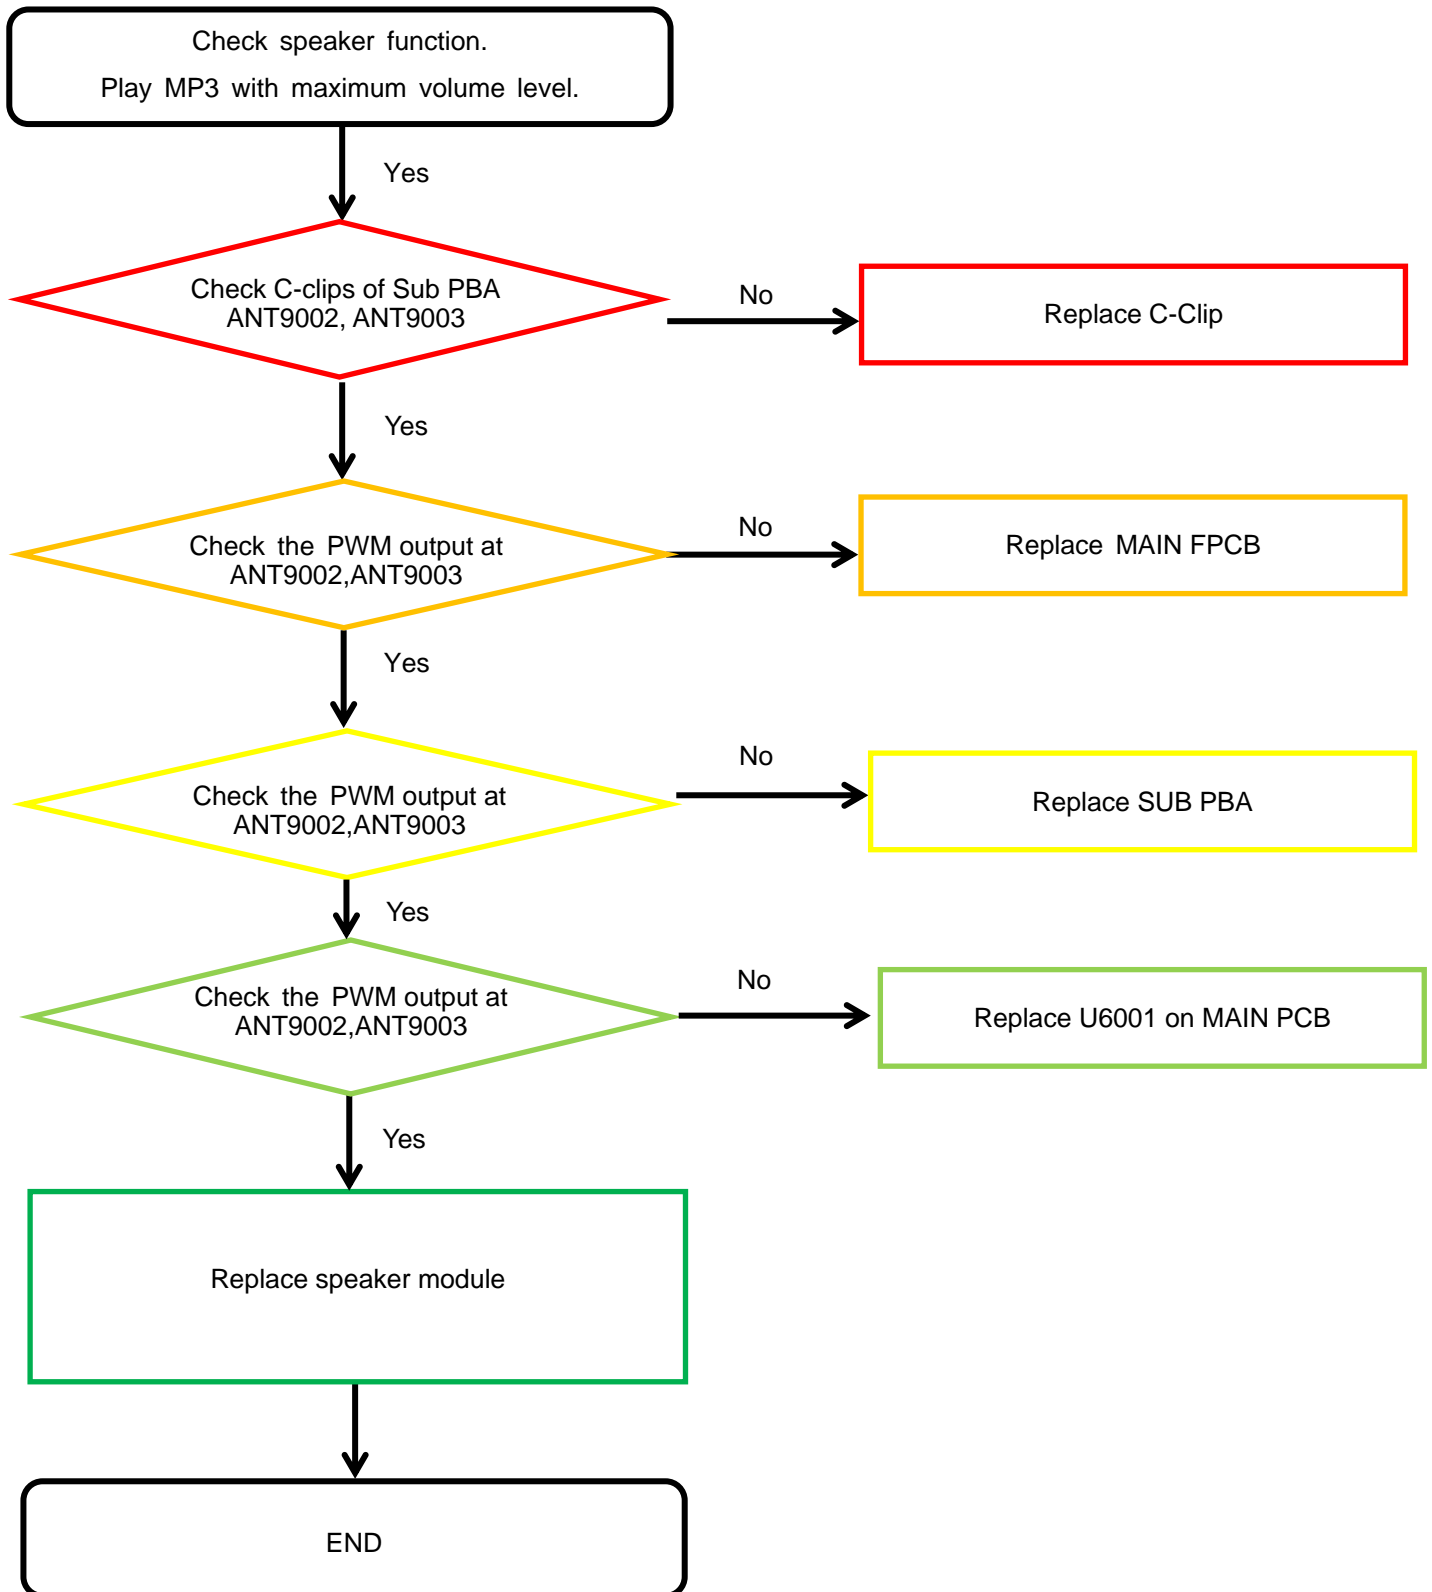 Check speaker function.
Play MP3 with maximum volume level.
Yes
Check C-clips of Sub PBA
ANT9002, ANT9003
No
Replace C-Clip
Yes
Check the PWM output at
ANT9002,ANT9003
No
Replace MAIN FPCB
Yes
Check the PWM output at
ANT9002,ANT9003
No
Replace SUB PBA
Yes
Check the PWM output at
ANT9002,ANT9003
No
Replace U6001 on MAIN PCB
Yes
Replace speaker module
END